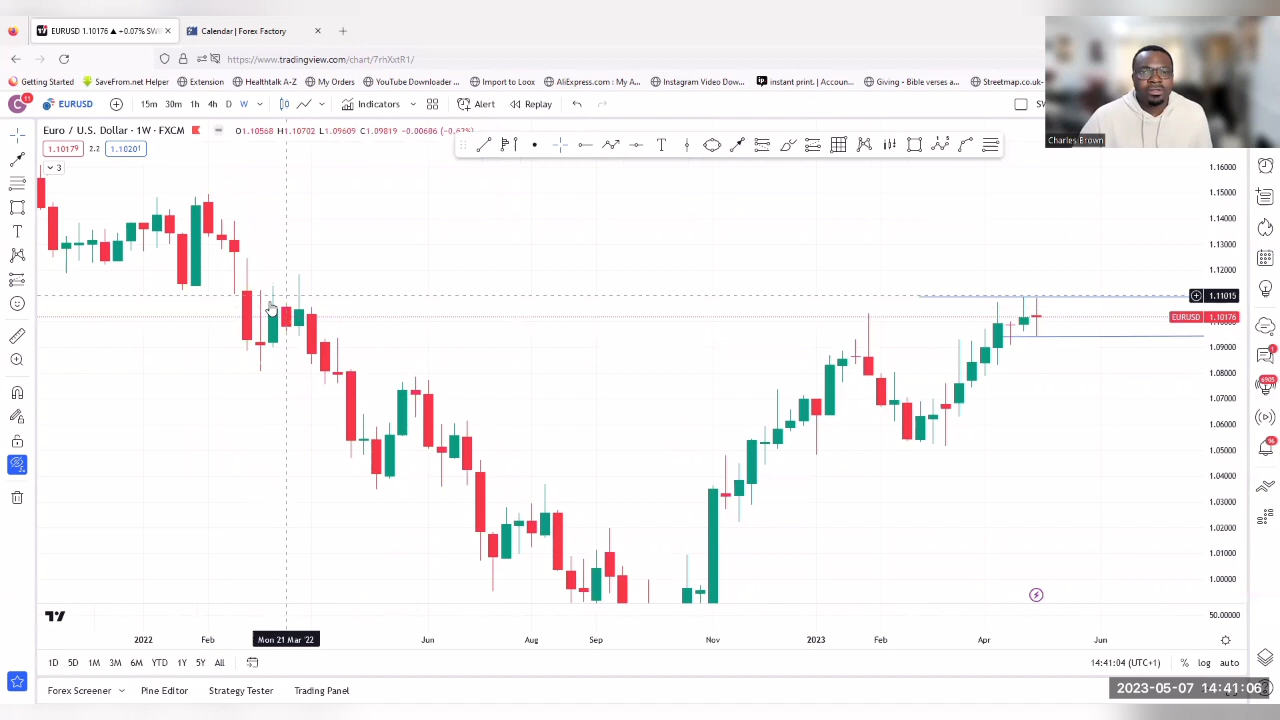 EURUSD 1.10176 ▲ +0.07% SW
Calendar | Forex Factory
https://www.tradingview.com/chart/7rhXxtR1/
Getting Started
SaveFrom.net Helper
Extension
Healthtalk A-Z
My Orders
YouTube Downloader...
Import to Loox
AliExpress.com : My A...
Instagram Video Dow...
instant print. | Accoun...
Giving - Bible verses a...
Streetmap.co.uk-
Charles Brown
C 11
EURUSD
15m 30m 1h 4h D W
Indicators
Alert
Replay
SW
Euro / U.S. Dollar · 1W · FXCM
O1.10568 H1.10702 L1.09609 C1.09819 −0.00686 (−0.62%)
1.10179 2.2 1.10201
3
1.16000
1.15000
1.14000
1.13000
1.12000
1.11015
EURUSD 1.10176
1.09000
1.08000
1.07000
1.06000
1.05000
1.04000
1.03000
1.02000
1.01000
1.00000
50.00000
2022 Feb Mon 21 Mar '22 Jun Aug Sep Nov 2023 Feb Apr Jun
1D 5D 1M 3M 6M YTD 1Y 5Y All
14:41:04 (UTC+1) % log auto
Forex Screener Pine Editor Strategy Tester Trading Panel
2023-05-07 14:41:06